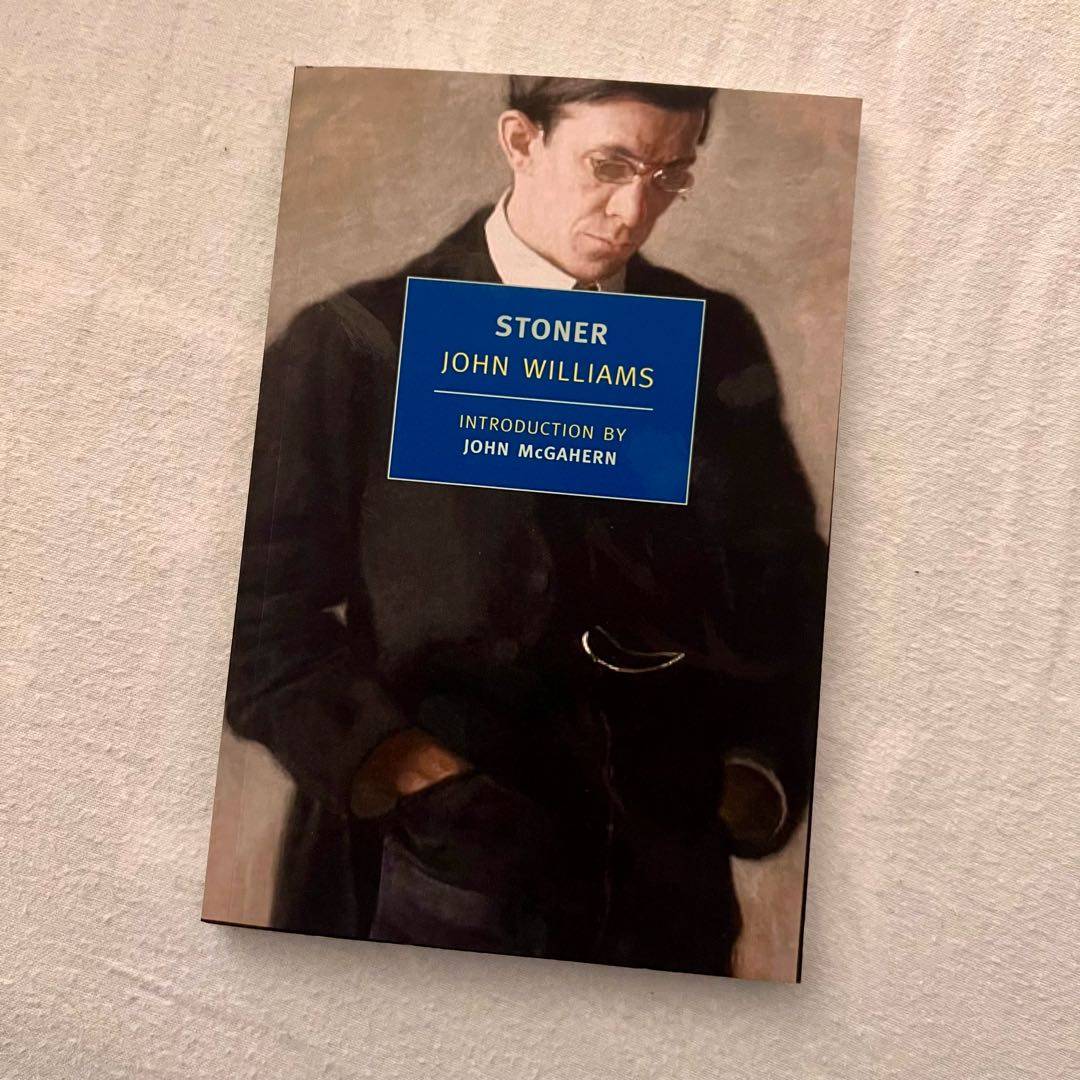 STONER
JOHN WILLIAMS
INTRODUCTION BY
JOHN McGAHERN